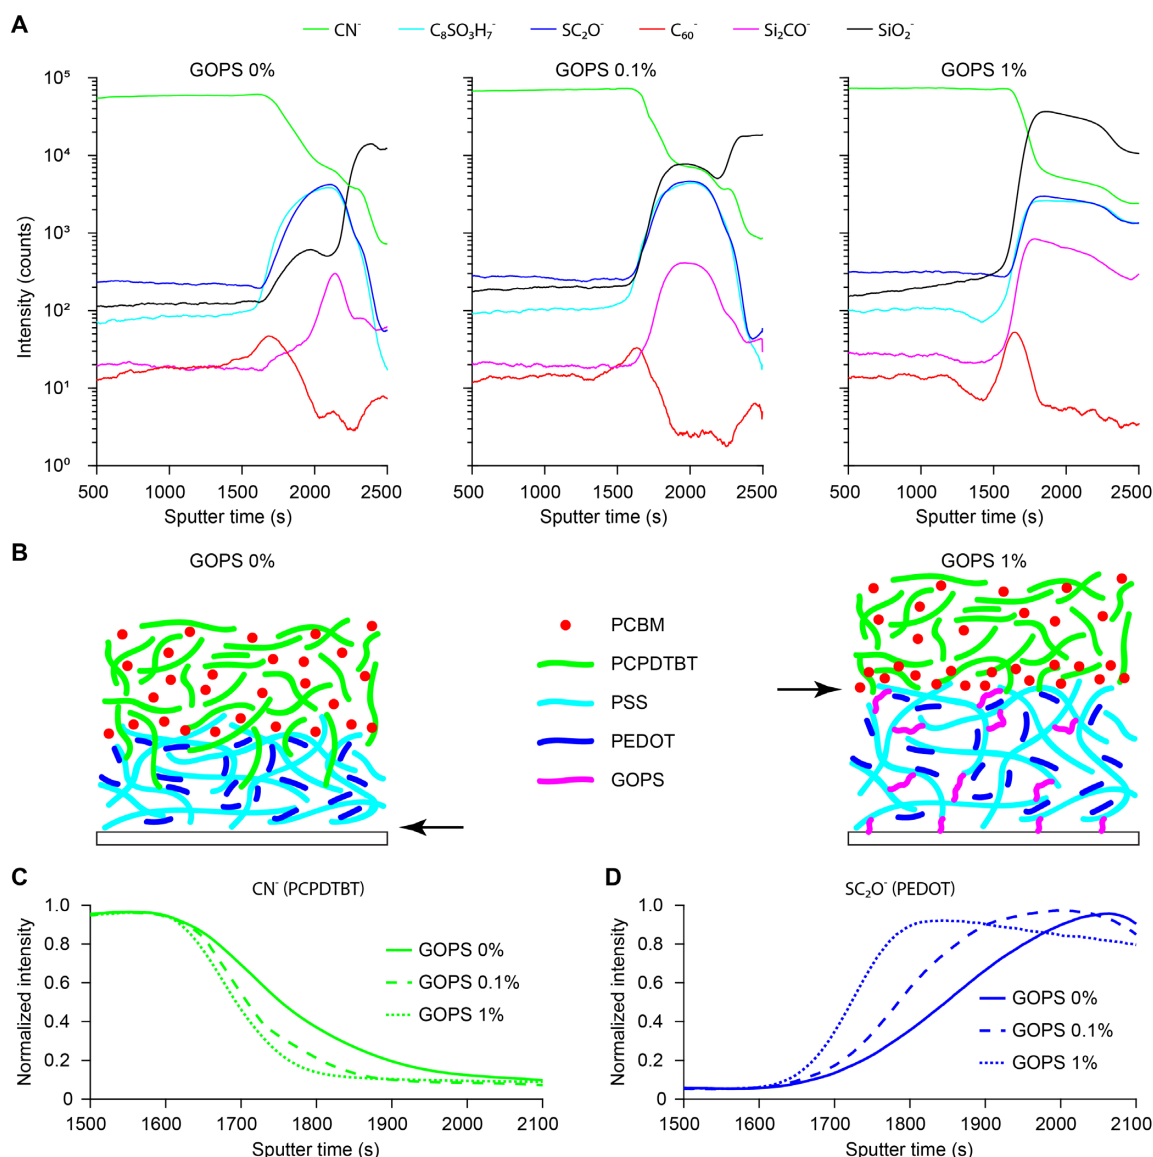 A
CN⁻ C₈SO₃H₇⁻ SC₂O⁻ C₆₀⁻ Si₂CO⁻ SiO₂⁻
GOPS 0% GOPS 0.1% GOPS 1%
Intensity (counts)
10⁵
10⁴
10³
10²
10¹
10⁰
500 1000 1500 2000 2500 500 1000 1500 2000 2500 500 1000 1500 2000 2500
Sputter time (s) Sputter time (s) Sputter time (s)
B
GOPS 0% GOPS 1%
PCBM
PCPDTBT
PSS
PEDOT
GOPS
C
CN⁻ (PCPDTBT)
Normalized intensity
1.0
0.8
0.6
0.4
0.2
0
GOPS 0%
GOPS 0.1%
GOPS 1%
1500 1600 1700 1800 1900 2000 2100
Sputter time (s)
D
SC₂O⁻ (PEDOT)
Normalized intensity
1.0
0.8
0.6
0.4
0.2
0
GOPS 0%
GOPS 0.1%
GOPS 1%
1500 1600 1700 1800 1900 2000 2100
Sputter time (s)